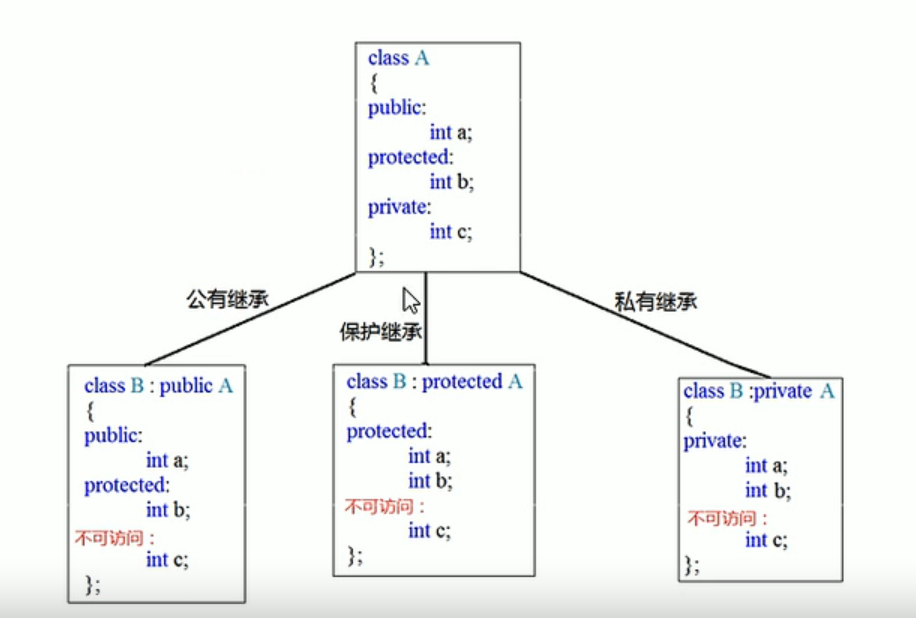 class A
{
public:
int a;
protected:
int b;
private:
int c;
};
公有继承
保护继承
私有继承
class B : public A
{
public:
int a;
protected:
int b;
不可访问：
int c;
};
class B : protected A
{
protected:
int a;
int b;
不可访问：
int c;
};
class B :private A
{
private:
int a;
int b;
不可访问：
int c;
};